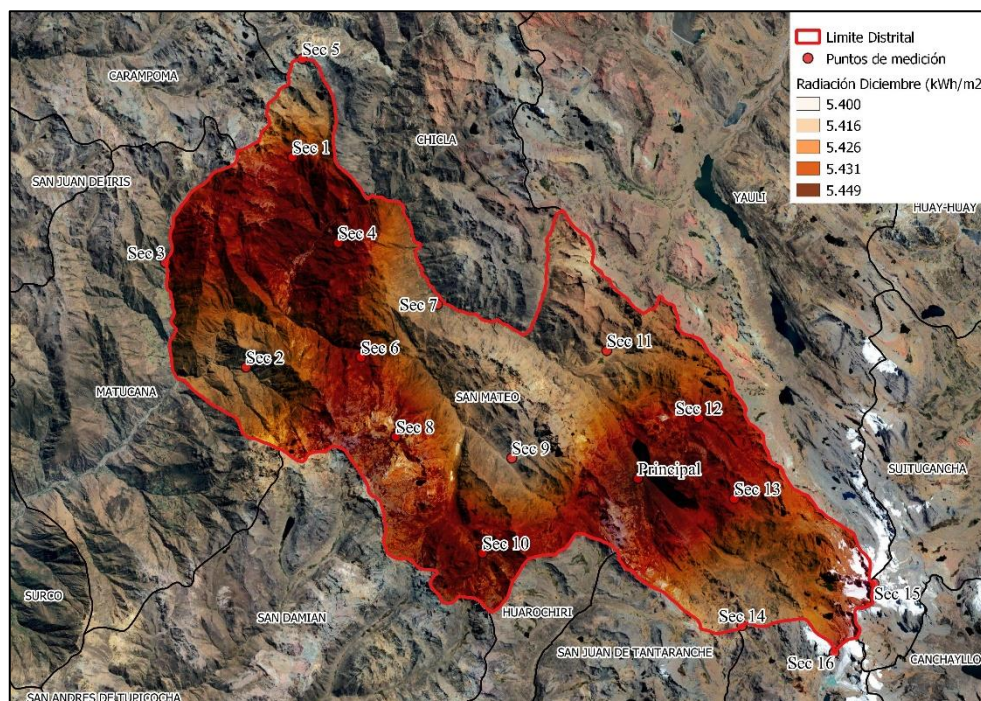 Limite Distrital
Puntos de medición
Radiación Diciembre (kWh/m2
5.400
5.416
5.426
5.431
5.449
Sec 5
CARAMPOMA
CHICLA
Sec 1
SAN JUAN DE IRIS
YAULI
HUAY-HUAY
Sec 3
Sec 4
Sec 7
Sec 2
Sec 6
Sec 11
MATUCANA
SAN MATEO
Sec 12
Sec 8
Sec 9
Principal
SUITUCANCHA
Sec 13
Sec 10
SURCO
SAN DAMIAN
HUAROCHIRI
Sec 15
Sec 14
SAN JUAN DE TANTARANCHE
Sec 16
CANCHAYLLO
SAN ANDRES DE TUPICOCHA